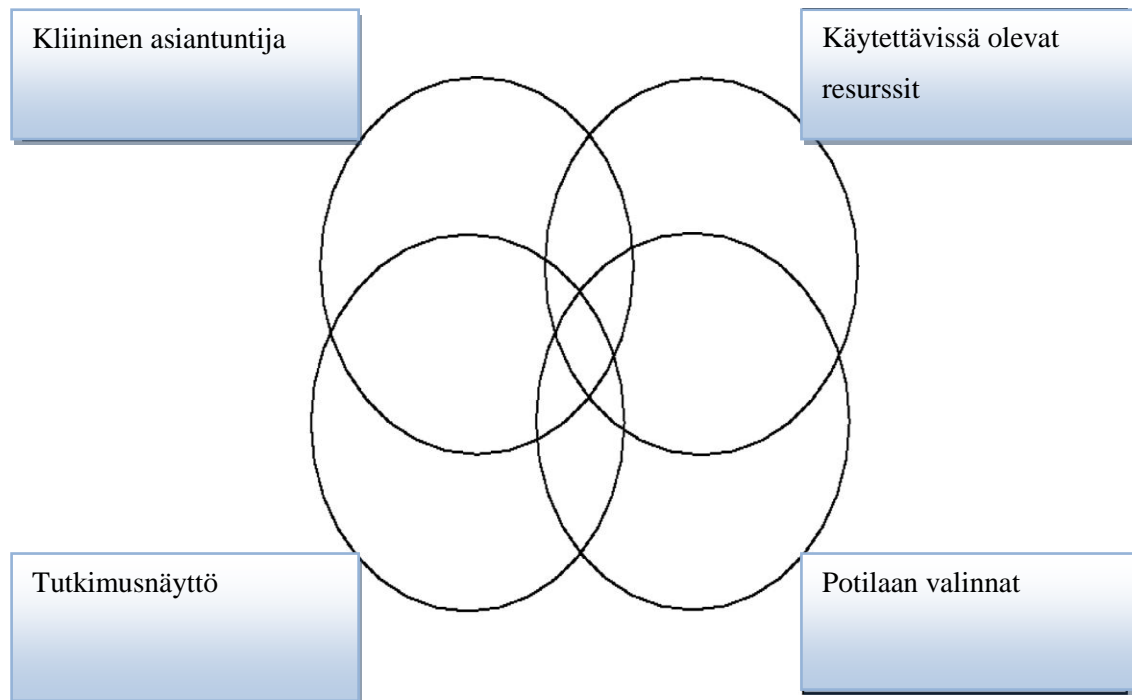 Kliininen asiantuntija
Käytettävissä olevat
resurssit
Tutkimusnäyttö
Potilaan valinnat